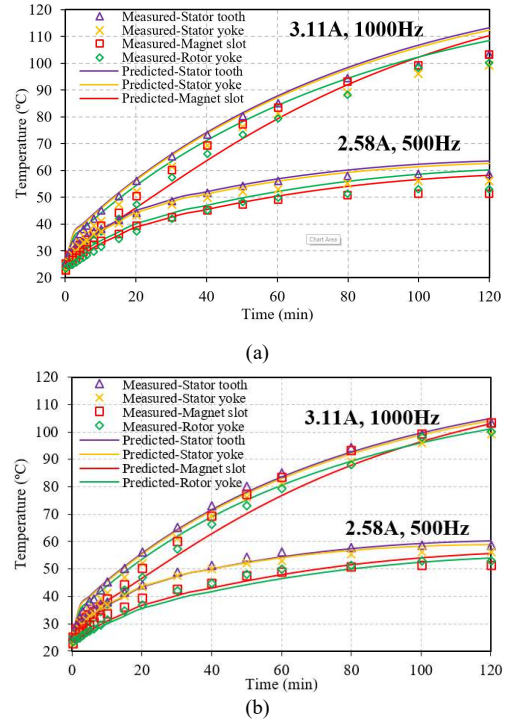 120
110
100
90
80
70
60
50
40
30
20
Temperature (ºC)
Measured-Stator tooth
Measured-Stator yoke
Measured-Magnet slot
Measured-Rotor yoke
Predicted-Stator tooth
Predicted-Stator yoke
Predicted-Magnet slot
3.11A, 1000Hz
2.58A, 500Hz
Chart Area
0 20 40 60 80 100 120
Time (min)
(a)
120
110
100
90
80
70
60
50
40
30
20
Temperature (ºC)
Measured-Stator tooth
Measured-Stator yoke
Measured-Magnet slot
Measured-Rotor yoke
Predicted-Stator tooth
Predicted-Stator yoke
Predicted-Magnet slot
Predicted-Rotor yoke
3.11A, 1000Hz
2.58A, 500Hz
0 20 40 60 80 100 120
Time (min)
(b)